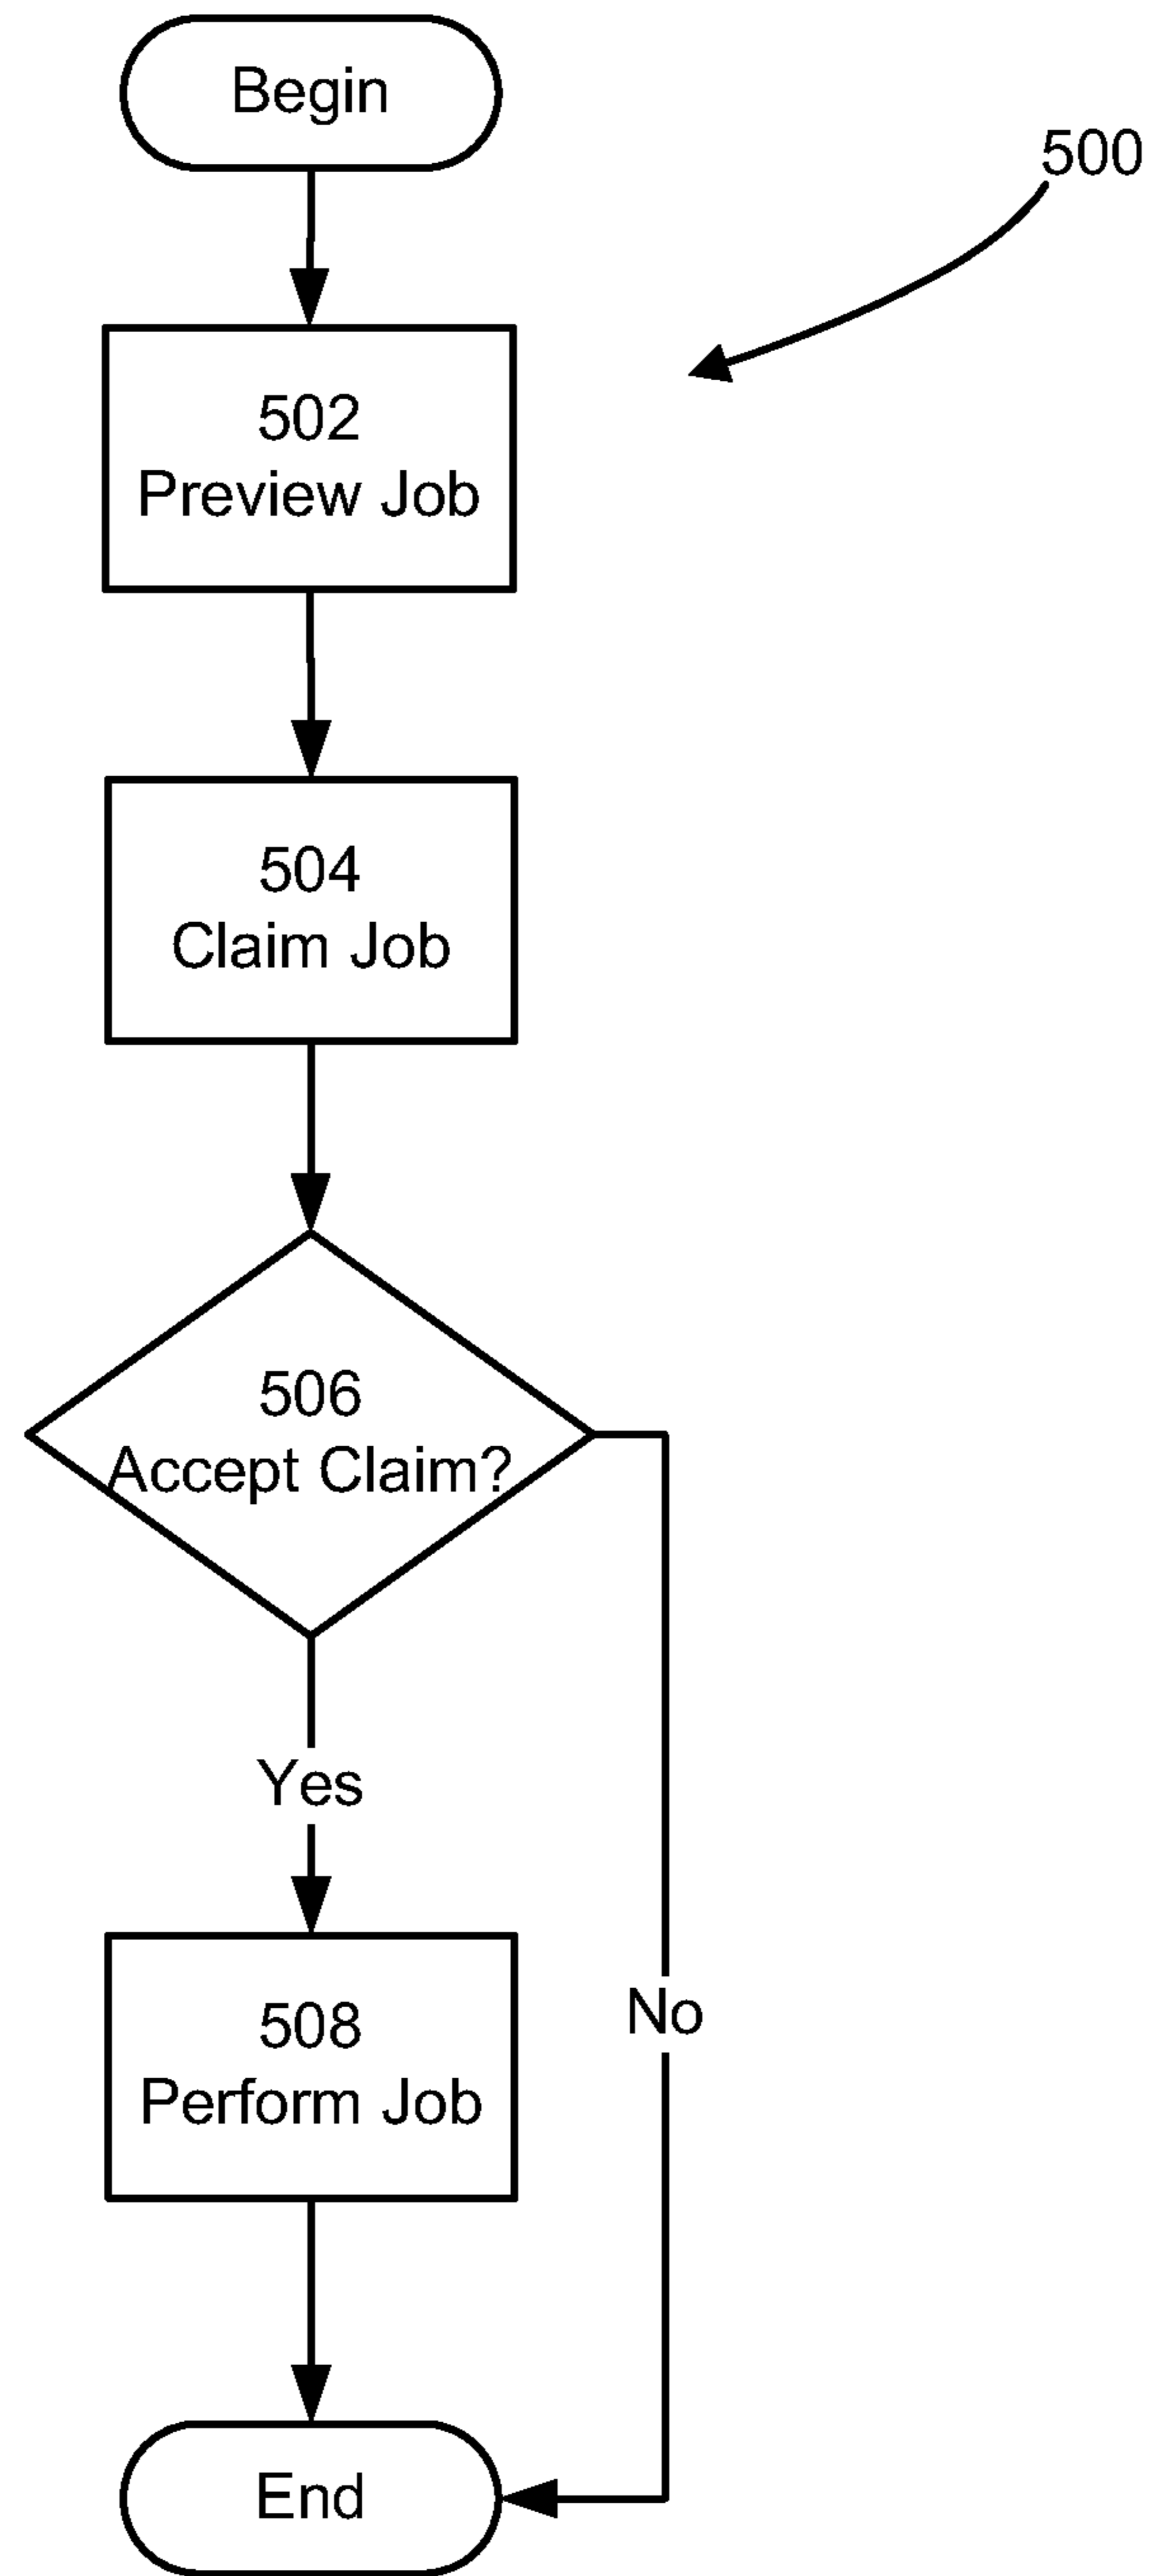 Begin
500
502
Preview Job
504
Claim Job
506
Accept Claim?
Yes
No
508
Perform Job
End